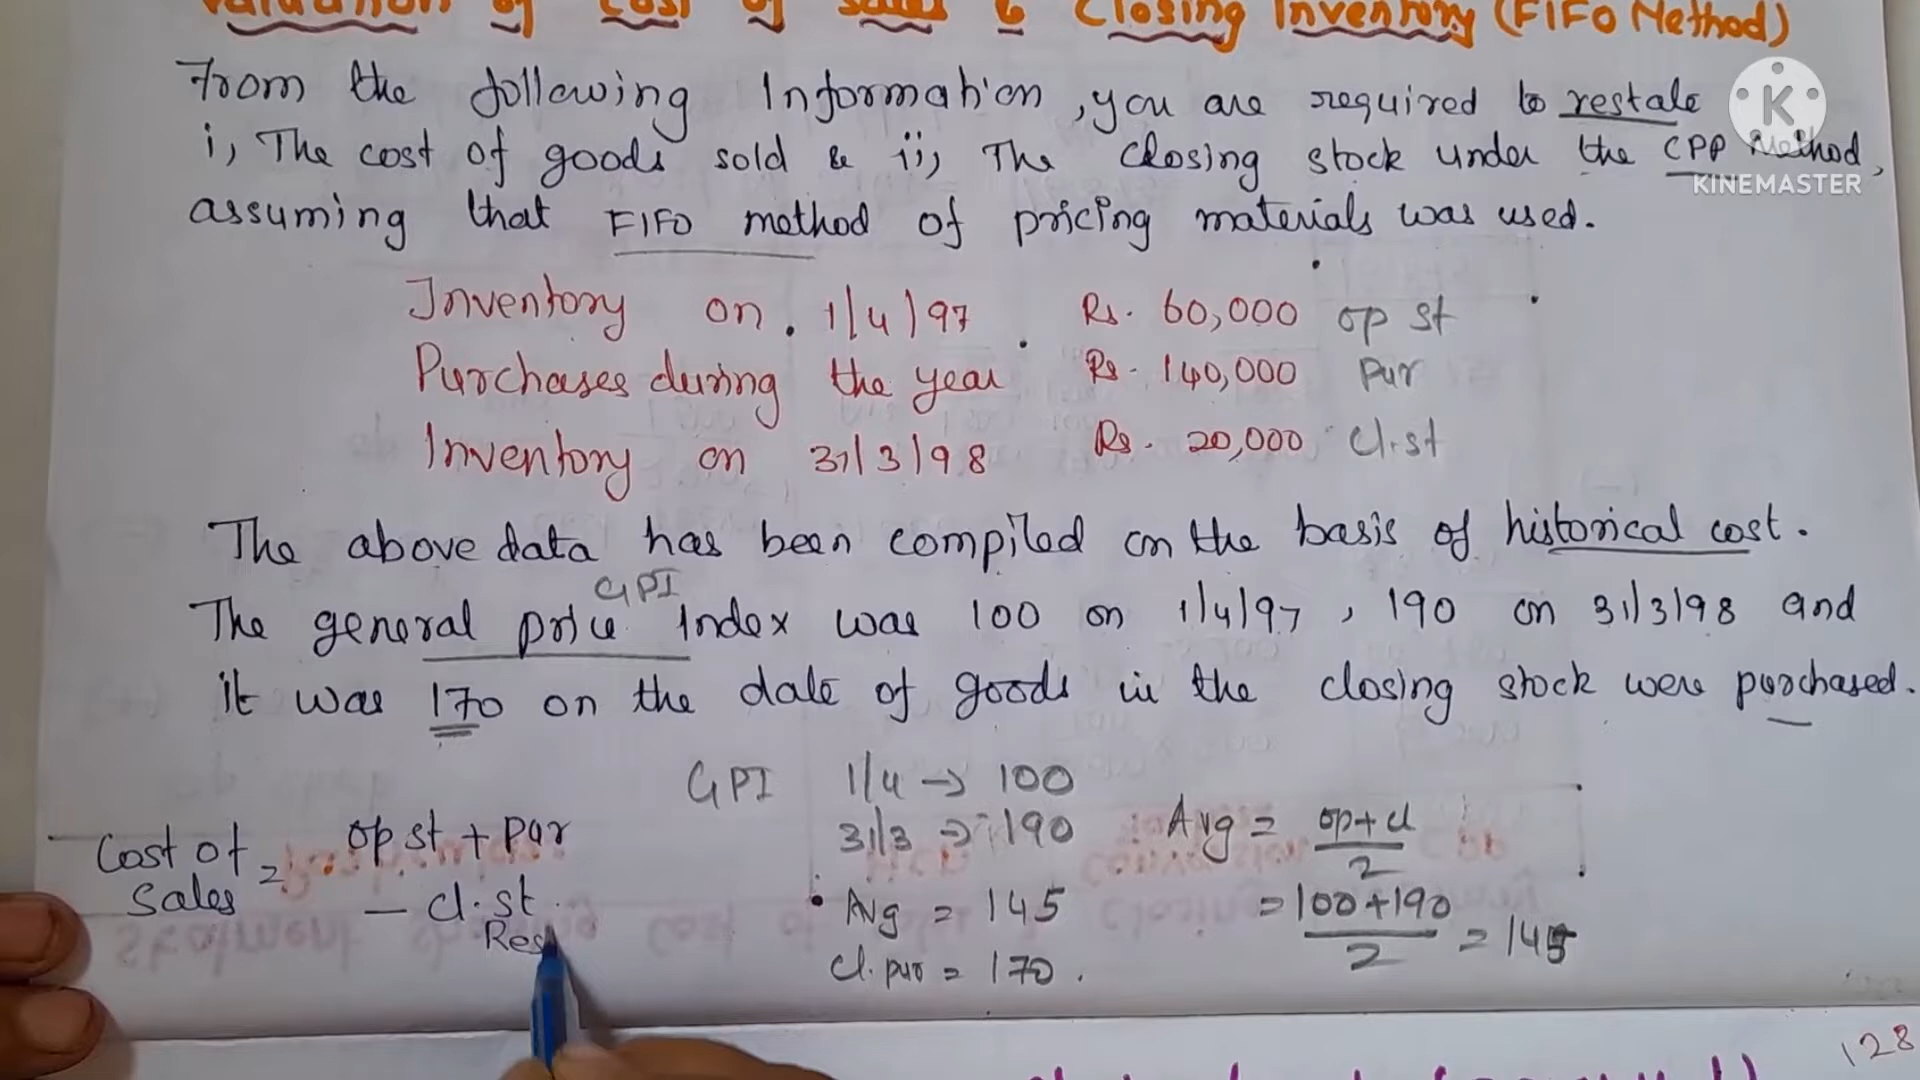 Valuation of Cost of Sales & Closing Inventory (FIFO Method)
From the following Information, you are required to restate
i, The cost of goods sold & ii, The closing stock under the CPP Method,
assuming that FIFO method of pricing materials was used.
K
KINEMASTER
Inventory on 1/4/97 Rs. 60,000 op st
Purchases during the year Rs. 140,000 Pur
Inventory on 31/3/98 Rs. 20,000 Cl.st
The above data has been compiled on the basis of historical cost.
GPI
The general price Index was 100 on 1/4/97, 190 on 31/3/98 and
it was 170 on the date of goods in the closing stock were purchased.
GPI 1/4 → 100
31/3 → 190
Avg = 145
cl. pur = 170.
Avg = op+cl / 2
= 100+190 / 2 = 145
Cost of Sales = op st + Pur
— cl.st
Res
128